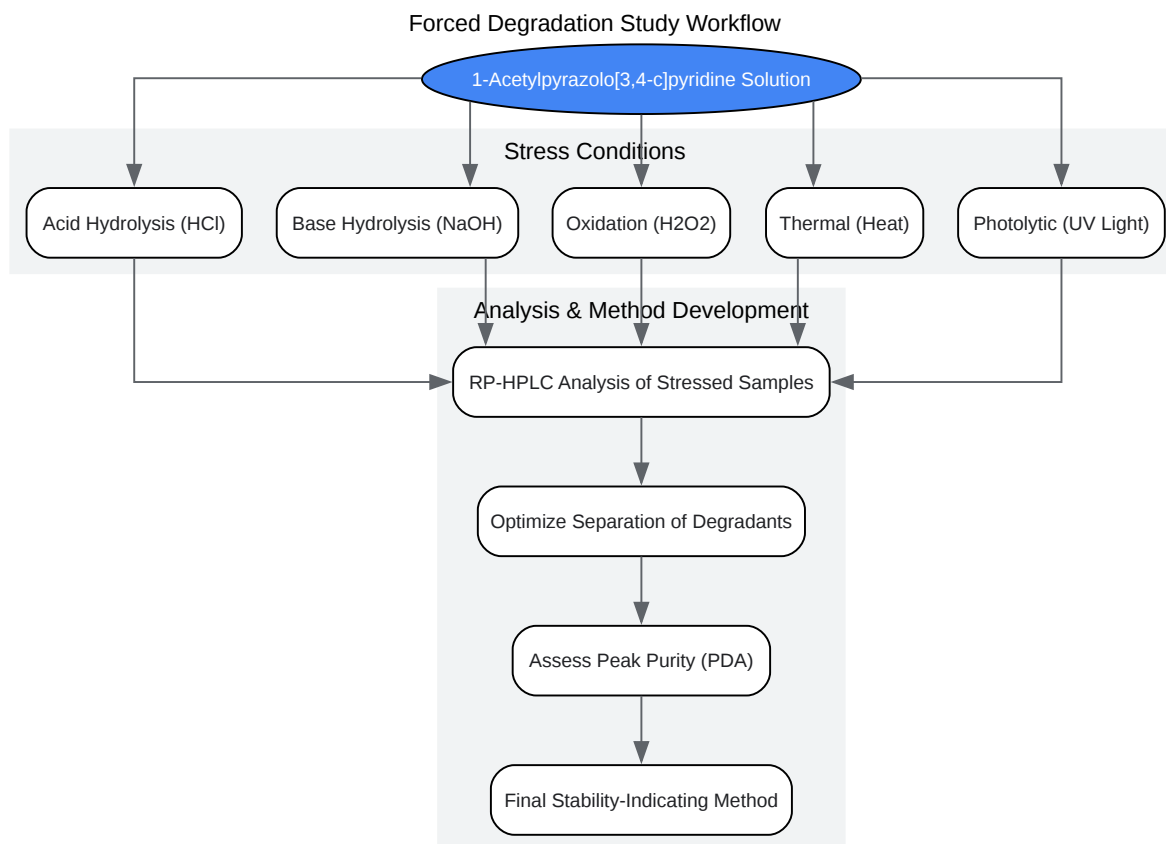 Forced Degradation Study Workflow
1-Acetylpyrazolo[3,4-c]pyridine Solution
Stress Conditions
Acid Hydrolysis (HCl)
Base Hydrolysis (NaOH)
Oxidation (H2O2)
Thermal (Heat)
Photolytic (UV Light)
Analysis & Method Development
RP-HPLC Analysis of Stressed Samples
Optimize Separation of Degradants
Assess Peak Purity (PDA)
Final Stability-Indicating Method